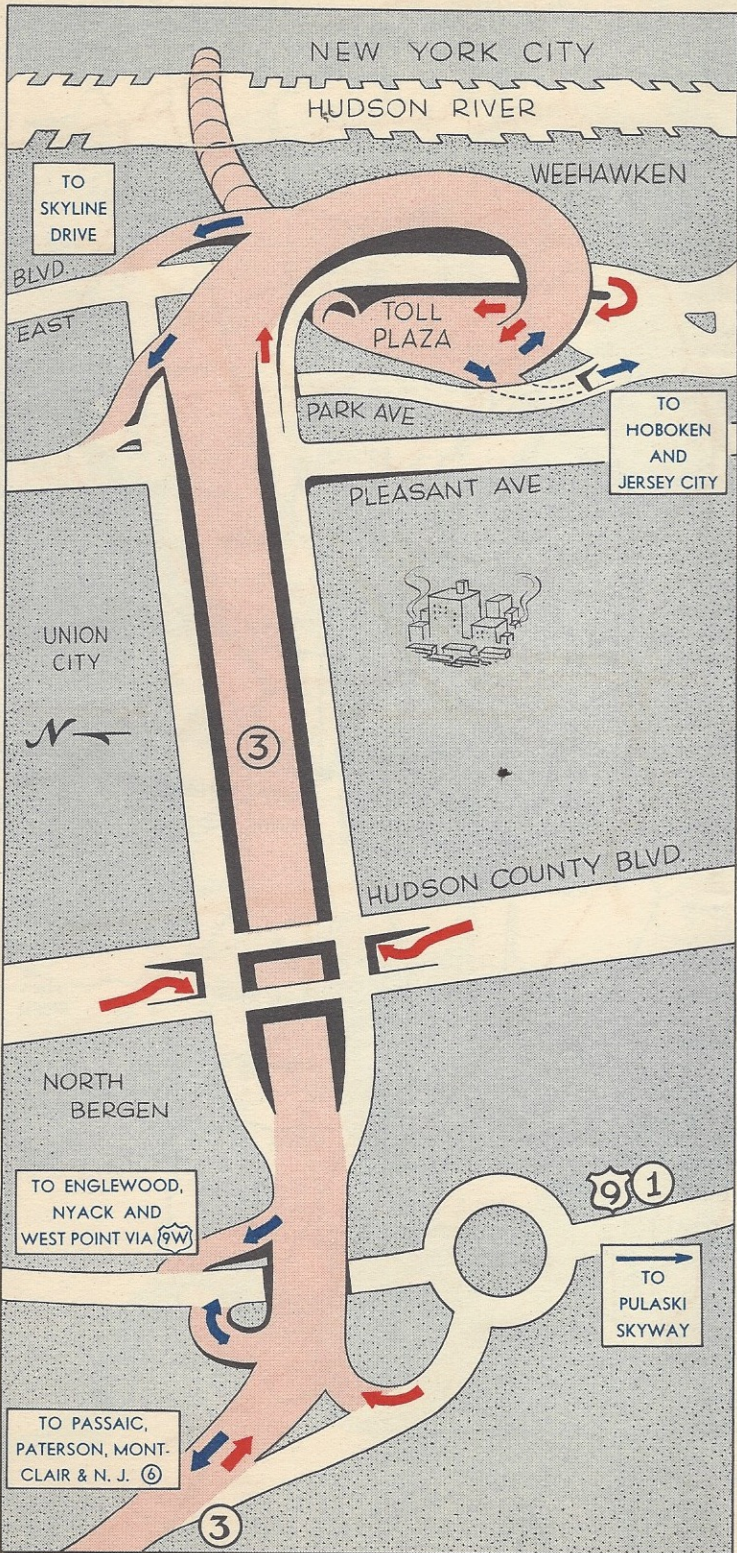 NEW YORK CITY
HUDSON RIVER
WEEHAWKEN
TO
SKYLINE
DRIVE
BLVD.
EAST
TOLL
PLAZA
PARK AVE
TO
HOBOKEN
AND
JERSEY CITY
PLEASANT AVE
UNION
CITY
N
3
HUDSON COUNTY BLVD.
NORTH
BERGEN
TO ENGLEWOOD,
NYACK AND
WEST POINT VIA 9W
9 1
TO
PULASKI
SKYWAY
TO PASSAIC,
PATERSON, MONT-
CLAIR & N. J. 6
3